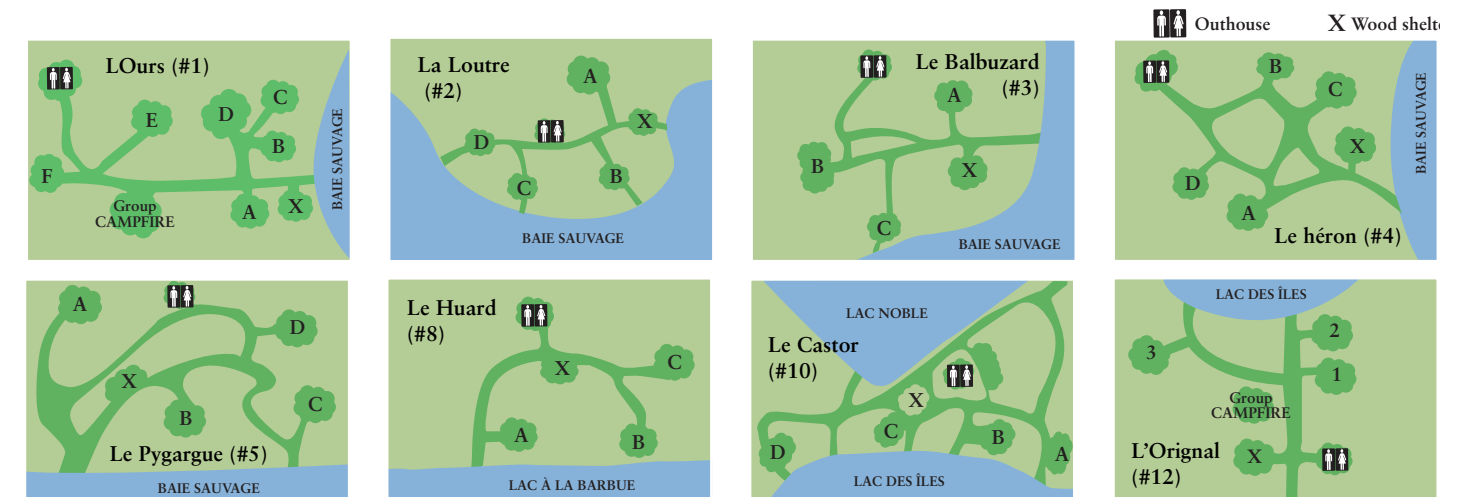 Outhouse
X Wood shelte
LOurs (#1)
C
D
E
B
F
Group
CAMPFIRE
A
X
BAIE SAUVAGE
La Loutre
(#2)
A
X
D
B
C
BAIE SAUVAGE
Le Balbuzard
(#3)
A
B
X
C
BAIE SAUVAGE
B
C
X
D
A
Le héron (#4)
BAIE SAUVAGE
A
D
X
C
B
Le Pygargue (#5)
BAIE SAUVAGE
Le Huard
(#8)
C
X
A
B
LAC À LA BARBUE
LAC NOBLE
Le Castor
(#10)
X
C
B
D
A
LAC DES ÎLES
LAC DES ÎLES
2
3
1
Group
CAMPFIRE
L'Orignal
(#12)
X